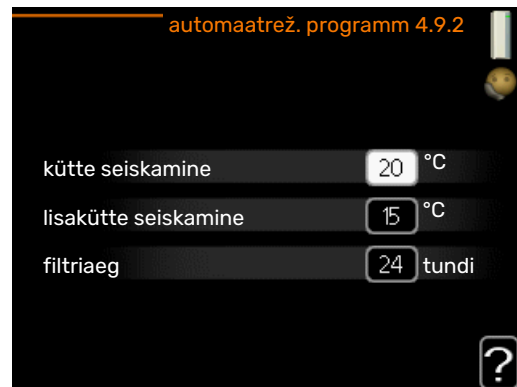 automaatrež. programm 4.9.2
kütte seiskamine 20 °C
lisakütte seiskamine 15 °C
filtriaeg 24 tundi
?